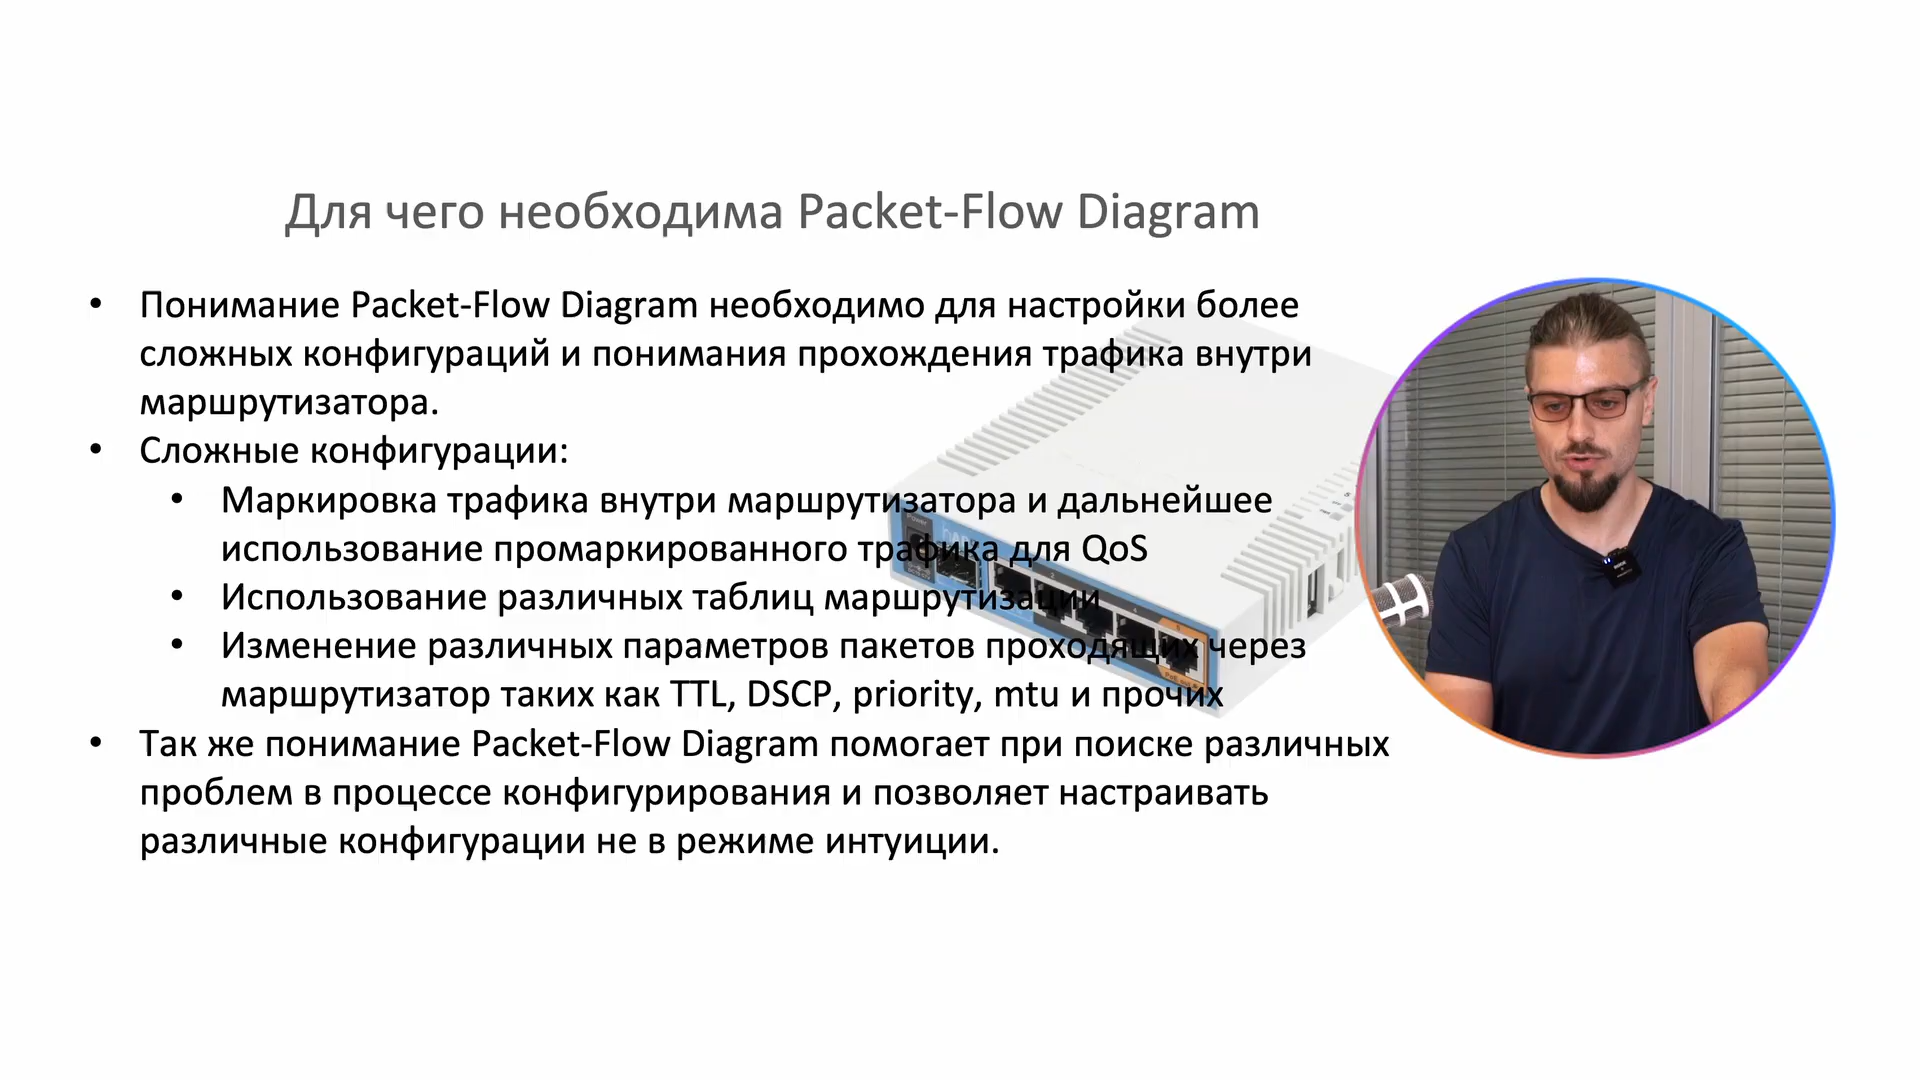 Для чего необходима Packet-Flow Diagram
• Понимание Packet-Flow Diagram необходимо для настройки более
сложных конфигураций и понимания прохождения трафика внутри
маршрутизатора.
• Сложные конфигурации:
• Маркировка трафика внутри маршрутизатора и дальнейшее
использование промаркированного трафика для QoS
• Использование различных таблиц маршрутизации
• Изменение различных параметров пакетов проходящих через
маршрутизатор таких как TTL, DSCP, priority, mtu и прочих
• Так же понимание Packet-Flow Diagram помогает при поиске различных
проблем в процессе конфигурирования и позволяет настраивать
различные конфигурации не в режиме интуиции.